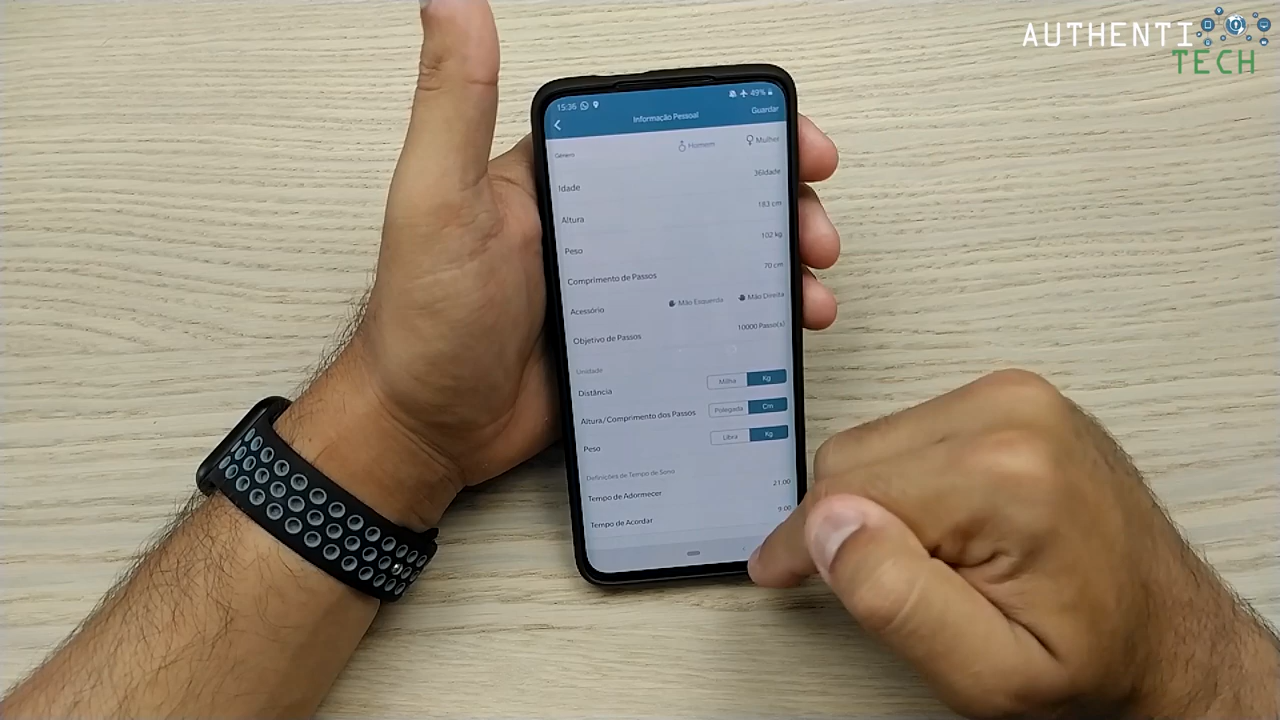 AUTHENTI
TECH
15:36 49%
Informação Pessoal Guardar
Género Homem Mulher
Idade 36Idade
Altura 183 cm
Peso 102 kg
Comprimento de Passos 70 cm
Acessório Mão Esquerda Mão Direita
Objetivo de Passos 10000 Passo(s)
Unidade
Distância Milha Kg
Altura/Comprimento dos Passos Polegada Cm
Peso Libra Kg
Definições de Tempo de Sono
Tempo de Adormecer 21:00
Tempo de Acordar 9:00